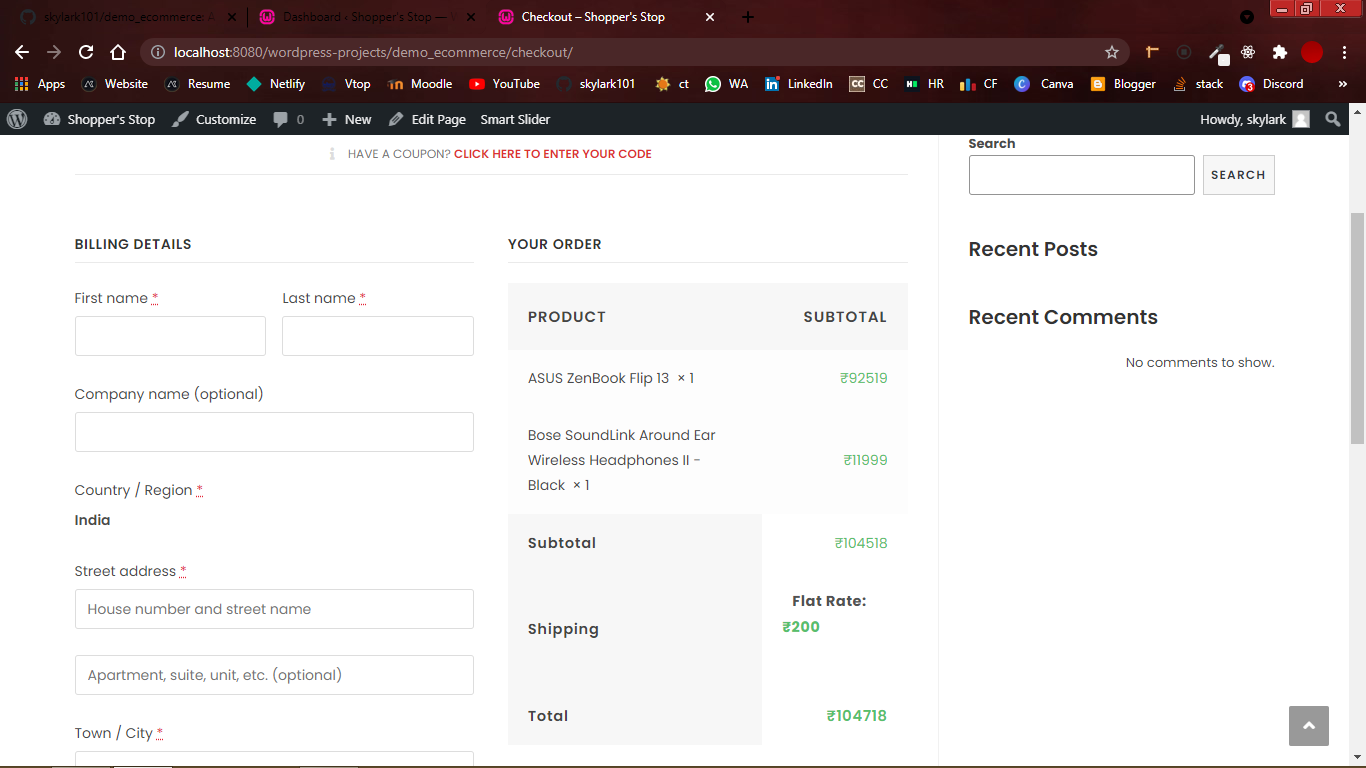 skylark101/demo_ecommerce: A
Dashboard ‹ Shopper's Stop — W
Checkout – Shopper's Stop
localhost:8080/wordpress-projects/demo_ecommerce/checkout/
Apps
Website
Resume
Netlify
Vtop
Moodle
YouTube
skylark101
ct
WA
LinkedIn
CC
HR
CF
Canva
Blogger
stack
Discord
Shopper's Stop
Customize
0
New
Edit Page
Smart Slider
Howdy, skylark
HAVE A COUPON? CLICK HERE TO ENTER YOUR CODE
BILLING DETAILS
First name *
Last name *
Company name (optional)
Country / Region *
India
Street address *
House number and street name
Apartment, suite, unit, etc. (optional)
Town / City *
YOUR ORDER
PRODUCT SUBTOTAL
ASUS ZenBook Flip 13 × 1 ₹92519
Bose SoundLink Around Ear
Wireless Headphones II - ₹11999
Black × 1
Subtotal ₹104518
Flat Rate:
Shipping ₹200
Total ₹104718
Search
SEARCH
Recent Posts
Recent Comments
No comments to show.